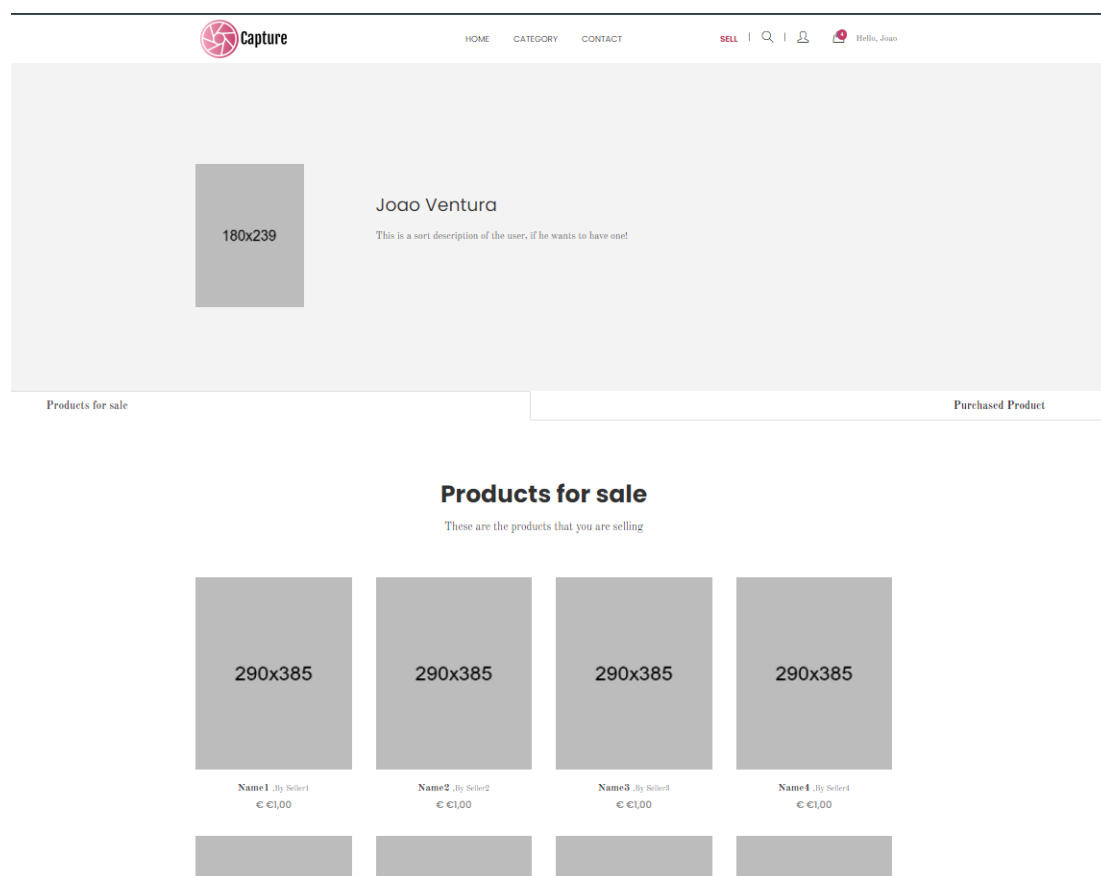 Capture
HOME CATEGORY CONTACT
SELL | | 4 Hello, Joao
180x239
Joao Ventura
This is a sort description of the user, if he wants to have one!
Products for sale
Purchased Product
Products for sale
These are the products that you are selling
290x385 290x385 290x385 290x385
Name1 ,By Seller1 Name2 ,By Seller2 Name3 ,By Seller3 Name4 ,By Seller4
€ €1,00 € €1,00 € €1,00 € €1,00